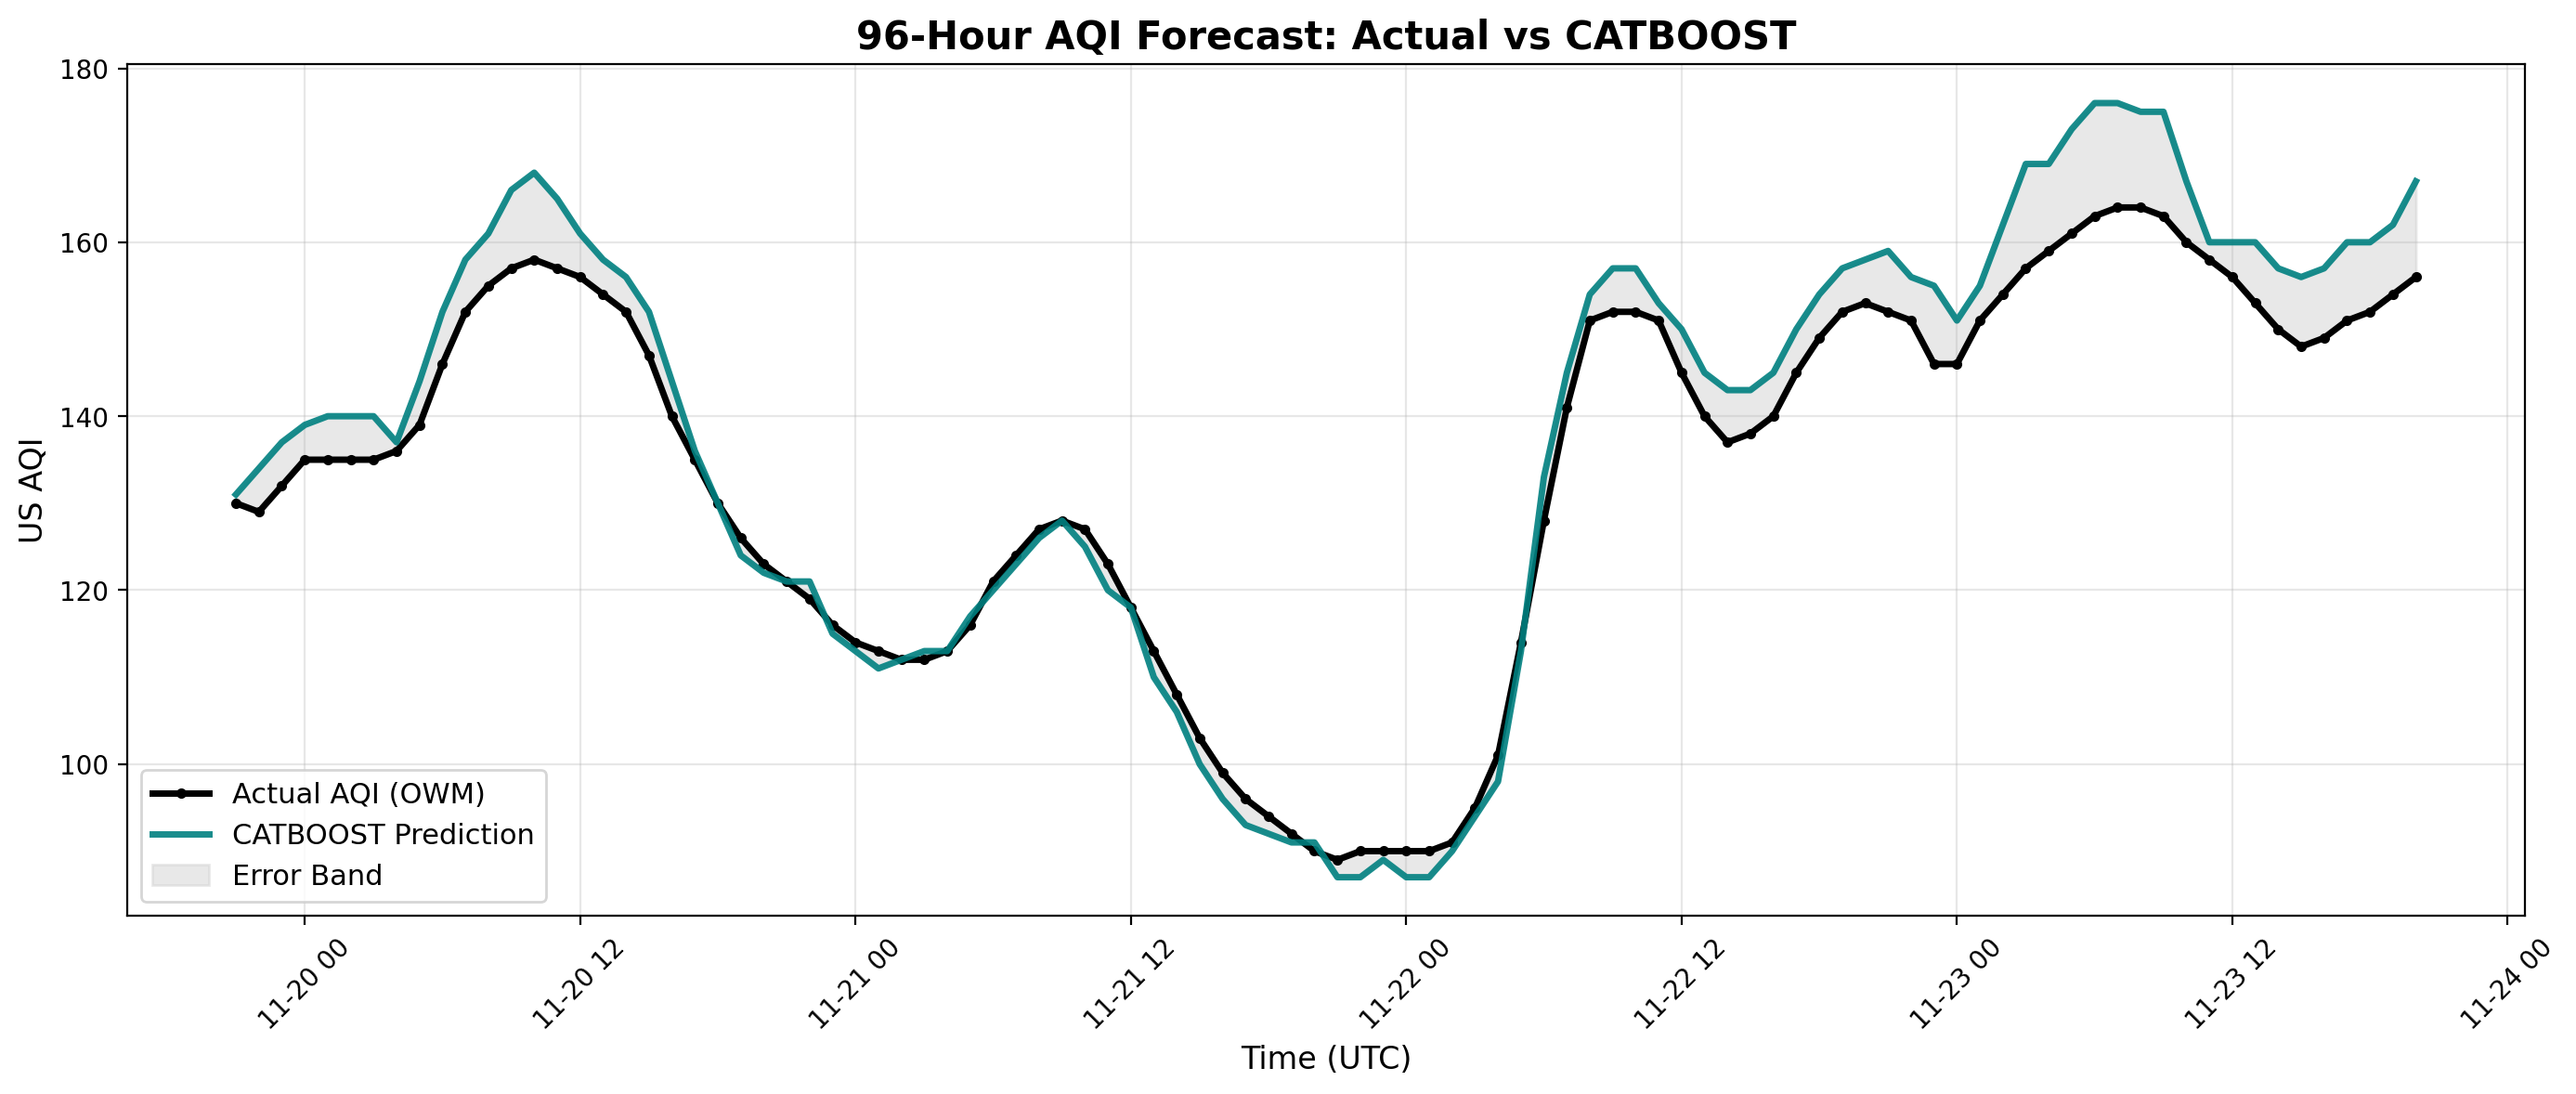 96-Hour AQI Forecast: Actual vs CATBOOST
US AQI
180
160
140
120
100
Actual AQI (OWM)
CATBOOST Prediction
Error Band
11-20 00
11-20 12
11-21 00
11-21 12
11-22 00
11-22 12
11-23 00
11-23 12
11-24 00
Time (UTC)